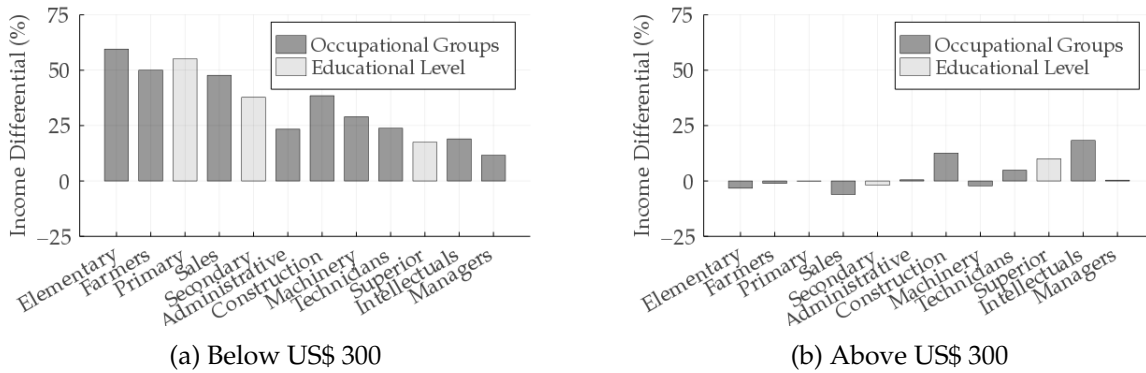 Income Differential (%)
75
50
25
0
−25
Occupational Groups
Educational Level
Elementary
Farmers
Primary
Sales
Secondary
Administrative
Construction
Machinery
Technicians
Superior
Intellectuals
Managers
(a) Below US$ 300
Income Differential (%)
75
50
25
0
−25
Occupational Groups
Educational Level
Elementary
Farmers
Primary
Sales
Secondary
Administrative
Construction
Machinery
Technicians
Superior
Intellectuals
Managers
(b) Above US$ 300